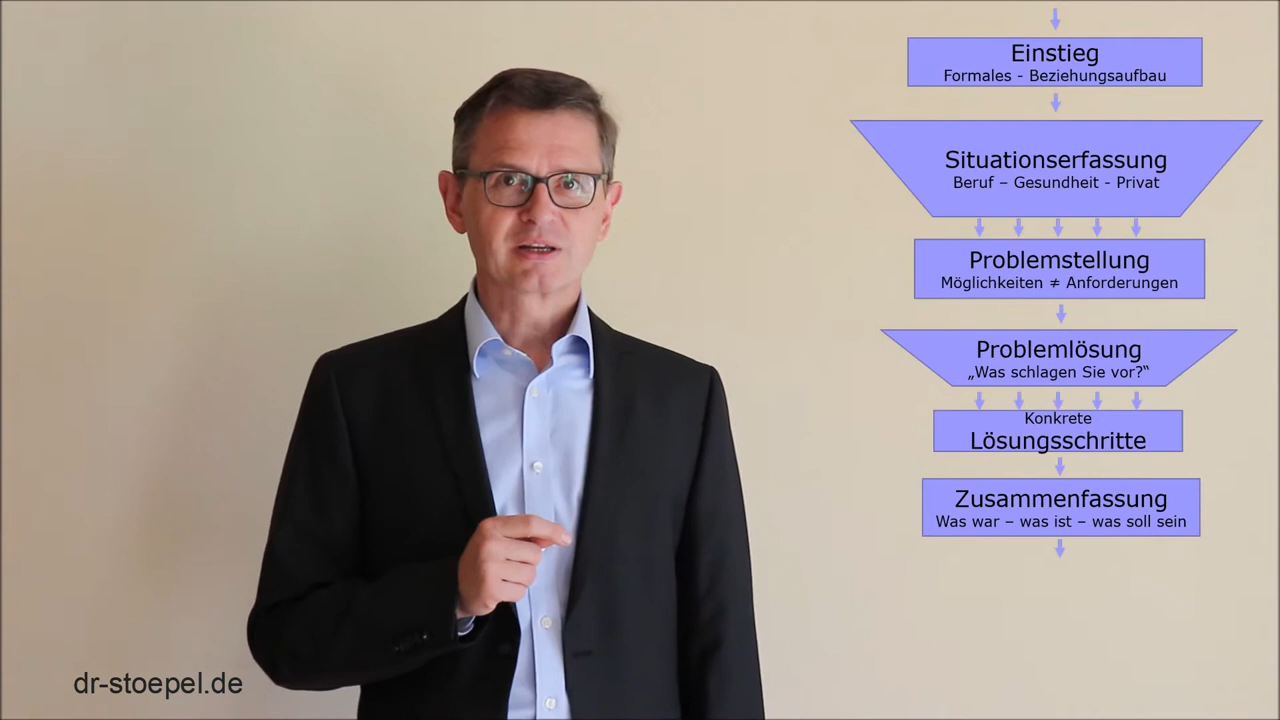 Einstieg
Formales - Beziehungsaufbau
Situationserfassung
Beruf – Gesundheit - Privat
Problemstellung
Möglichkeiten ≠ Anforderungen
Problemlösung
„Was schlagen Sie vor?“
Konkrete
Lösungsschritte
Zusammenfassung
Was war – was ist – was soll sein
dr-stoepel.de